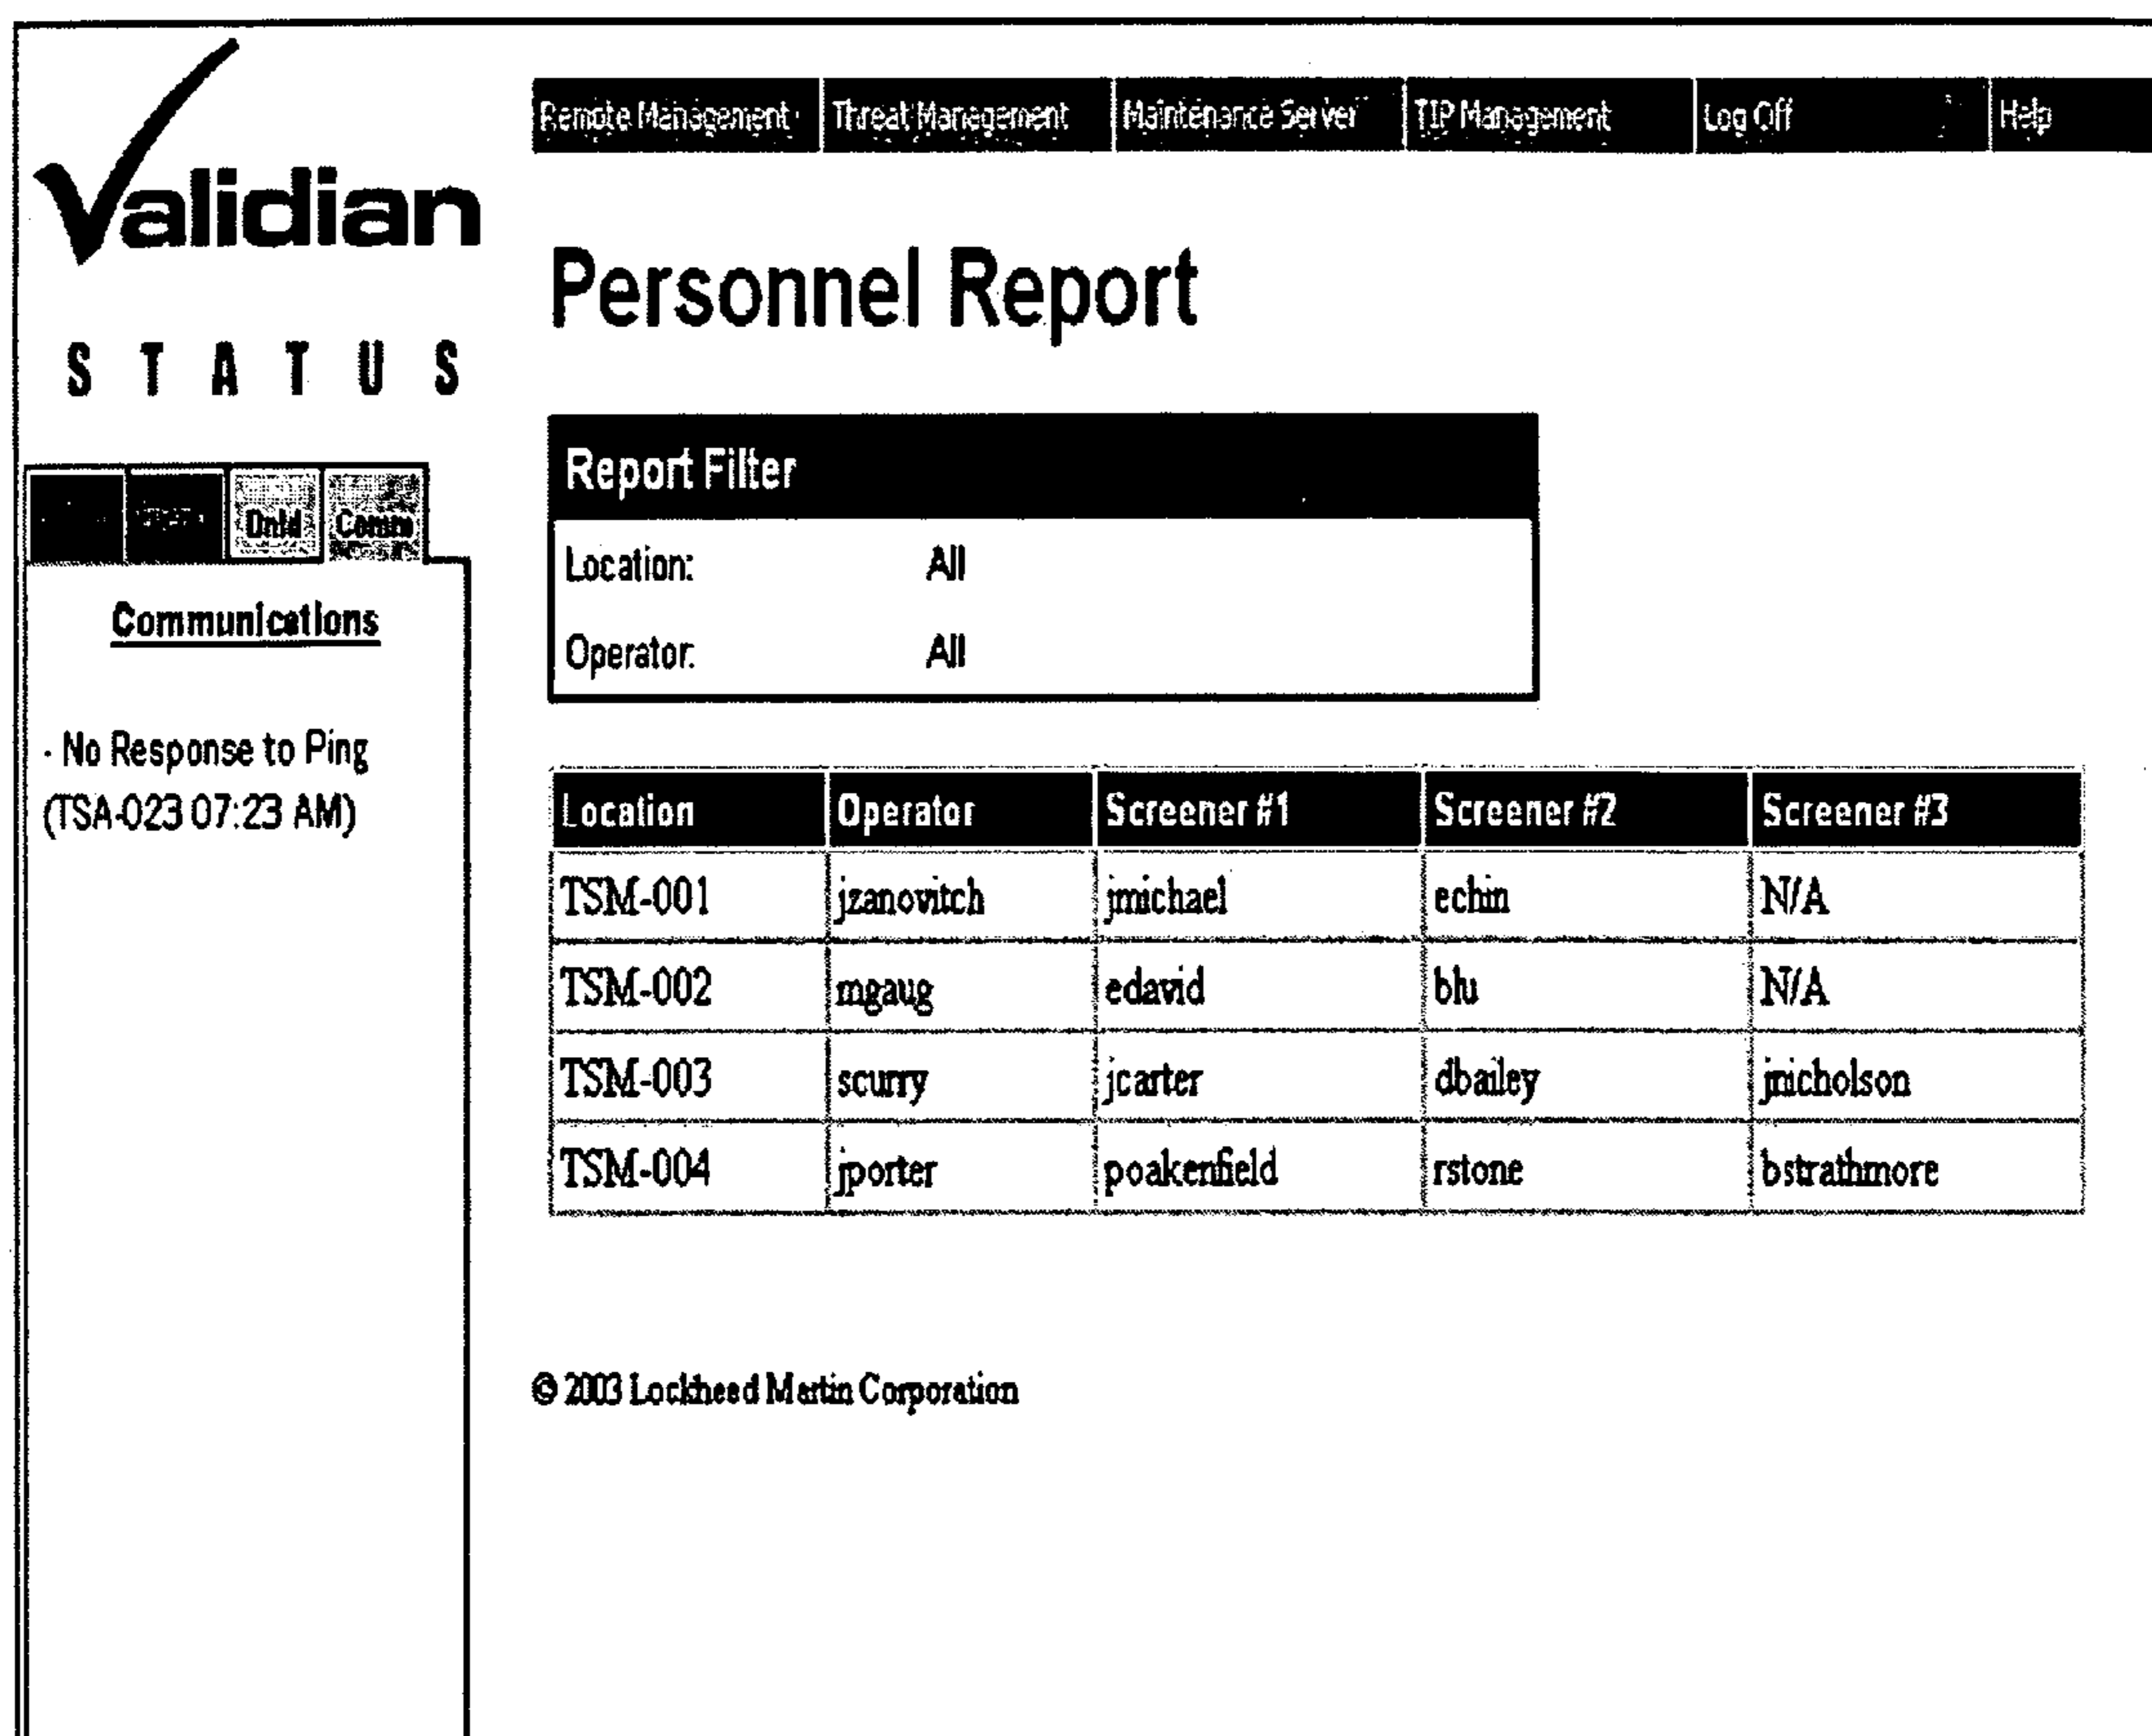 Validian
Remote Management Threat Management Maintenance Server TIP Management Log Off Help
Personnel Report
STATUS
Dnld Comm
Communications
- No Response to Ping
(TSA-023 07:23 AM)
Report Filter
Location: All
Operator: All
Location Operator Screener #1 Screener #2 Screener #3
TSM-001 jzanovitch jmichael echin N/A
TSM-002 mgaug edavid blu N/A
TSM-003 scurry jcarter dbailey jnicholson
TSM-004 jporter poakenfield rstone bstrathmore
© 2003 Lockheed Martin Corporation